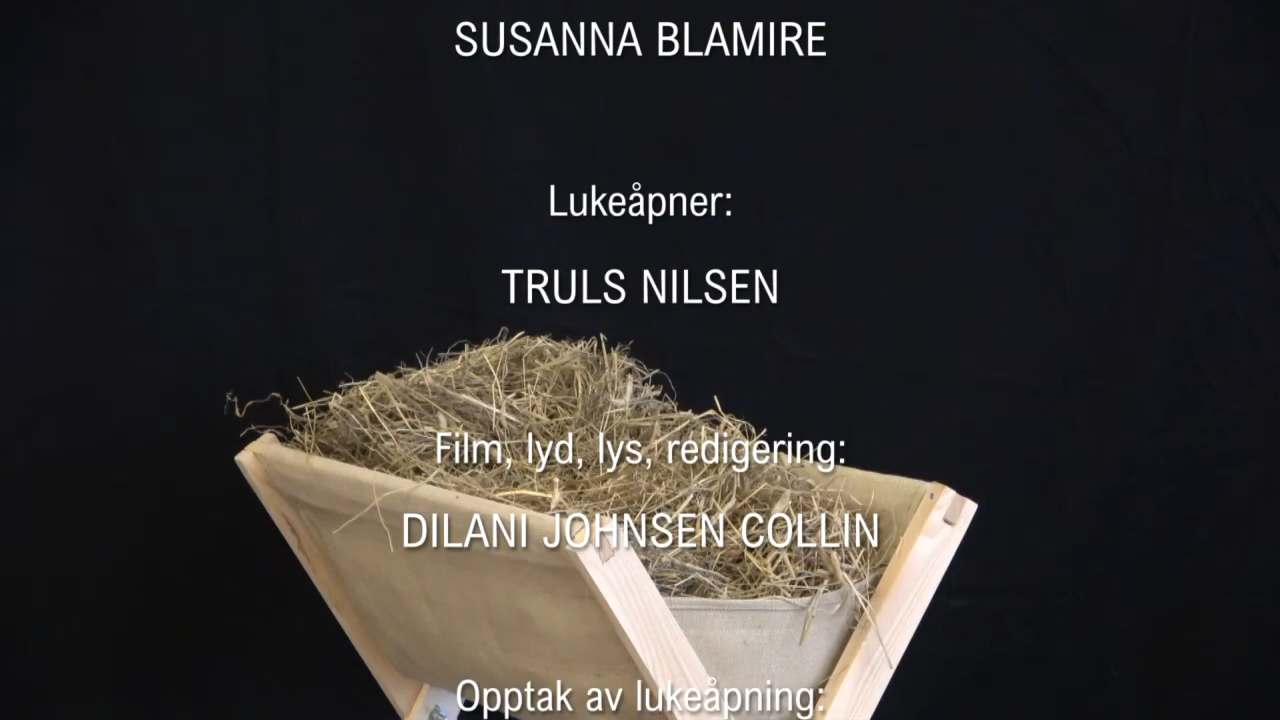 SUSANNA BLAMIRE
Lukeåpner:
TRULS NILSEN
Film, lyd, lys, redigering:
DILANI JOHNSEN COLLIN
Opptak av lukeåpning: